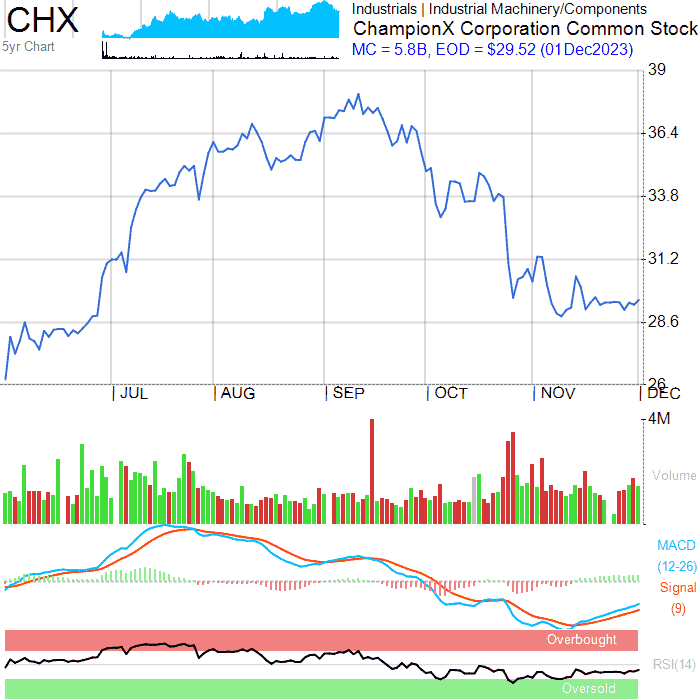 CHX
5yr Chart
Industrials | Industrial Machinery/Components
ChampionX Corporation Common Stock
MC = 5.8B, EOD = $29.52 (01Dec2023)
39
36.4
33.8
31.2
28.6
26
JUL
AUG
SEP
OCT
NOV
DEC
4M
Volume
MACD
(12-26)
Signal
(9)
Overbought
RSI(14)
Oversold